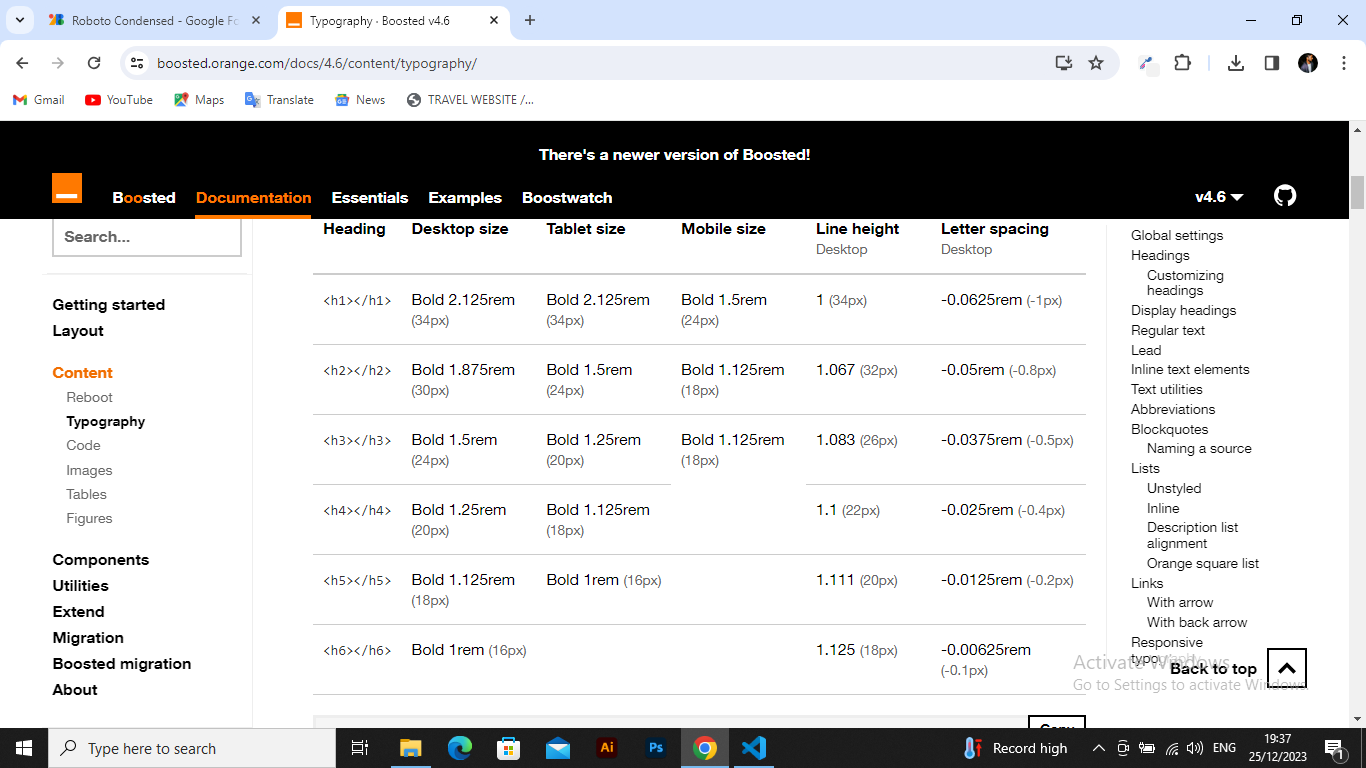 Roboto Condensed - Google Fo
Typography · Boosted v4.6
boosted.orange.com/docs/4.6/content/typography/
Gmail YouTube Maps Translate News TRAVEL WEBSITE /...
There's a newer version of Boosted!
Boosted Documentation Essentials Examples Boostwatch v4.6
Search...
Getting started
Layout
Content
Reboot
Typography
Code
Images
Tables
Figures
Components
Utilities
Extend
Migration
Boosted migration
About
Heading Desktop size Tablet size Mobile size Line height Letter spacing
Desktop Desktop
<h1></h1> Bold 2.125rem Bold 2.125rem Bold 1.5rem 1 (34px) -0.0625rem (-1px)
(34px) (34px) (24px)
<h2></h2> Bold 1.875rem Bold 1.5rem Bold 1.125rem 1.067 (32px) -0.05rem (-0.8px)
(30px) (24px) (18px)
<h3></h3> Bold 1.5rem Bold 1.25rem Bold 1.125rem 1.083 (26px) -0.0375rem (-0.5px)
(24px) (20px) (18px)
<h4></h4> Bold 1.25rem Bold 1.125rem 1.1 (22px) -0.025rem (-0.4px)
(20px) (18px)
<h5></h5> Bold 1.125rem Bold 1rem (16px) 1.111 (20px) -0.0125rem (-0.2px)
(18px)
<h6></h6> Bold 1rem (16px) 1.125 (18px) -0.00625rem
(-0.1px)
Copy
Global settings
Headings
Customizing
headings
Display headings
Regular text
Lead
Inline text elements
Text utilities
Abbreviations
Blockquotes
Naming a source
Lists
Unstyled
Inline
Description list
alignment
Orange square list
Links
With arrow
With back arrow
Responsive
typography
Back to top
Activate Windows
Go to Settings to activate Windows.
Type here to search
Ai
Ps
Record high
ENG
19:37
25/12/2023
1